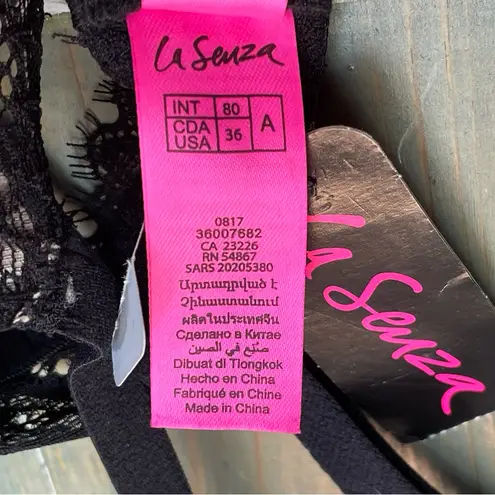 La Senza
INT 80 A
CDA USA 36
0817
36007682
CA 23226
RN 54867
SARS 20205380
Արտադրված է
Չինաստանում
ผลิตในประเทศจีน
Сделано в Китае
صنع في الصين
Dibuat di Tiongkok
Hecho en China
Fabriqué en Chine
Made in China
La Senza